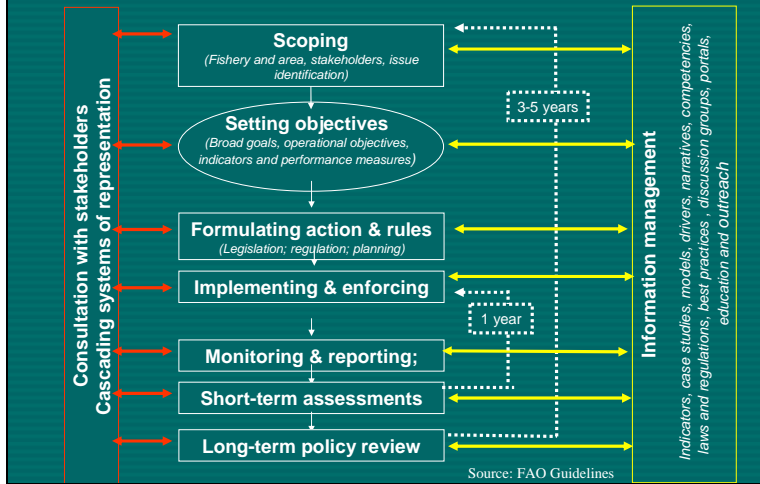 Consultation with stakeholders
Cascading systems of representation
Scoping
(Fishery and area, stakeholders, issue
identification)
3-5 years
Setting objectives
(Broad goals, operational objectives,
indicators and performance measures)
Formulating action & rules
(Legislation; regulation; planning)
Implementing & enforcing
1 year
Monitoring & reporting;
Short-term assessments
Long-term policy review
Source: FAO Guidelines
Information management
Indicators, case studies, models, drivers, narratives, competencies,
laws and regulations, best practices , discussion groups, portals,
education and outreach